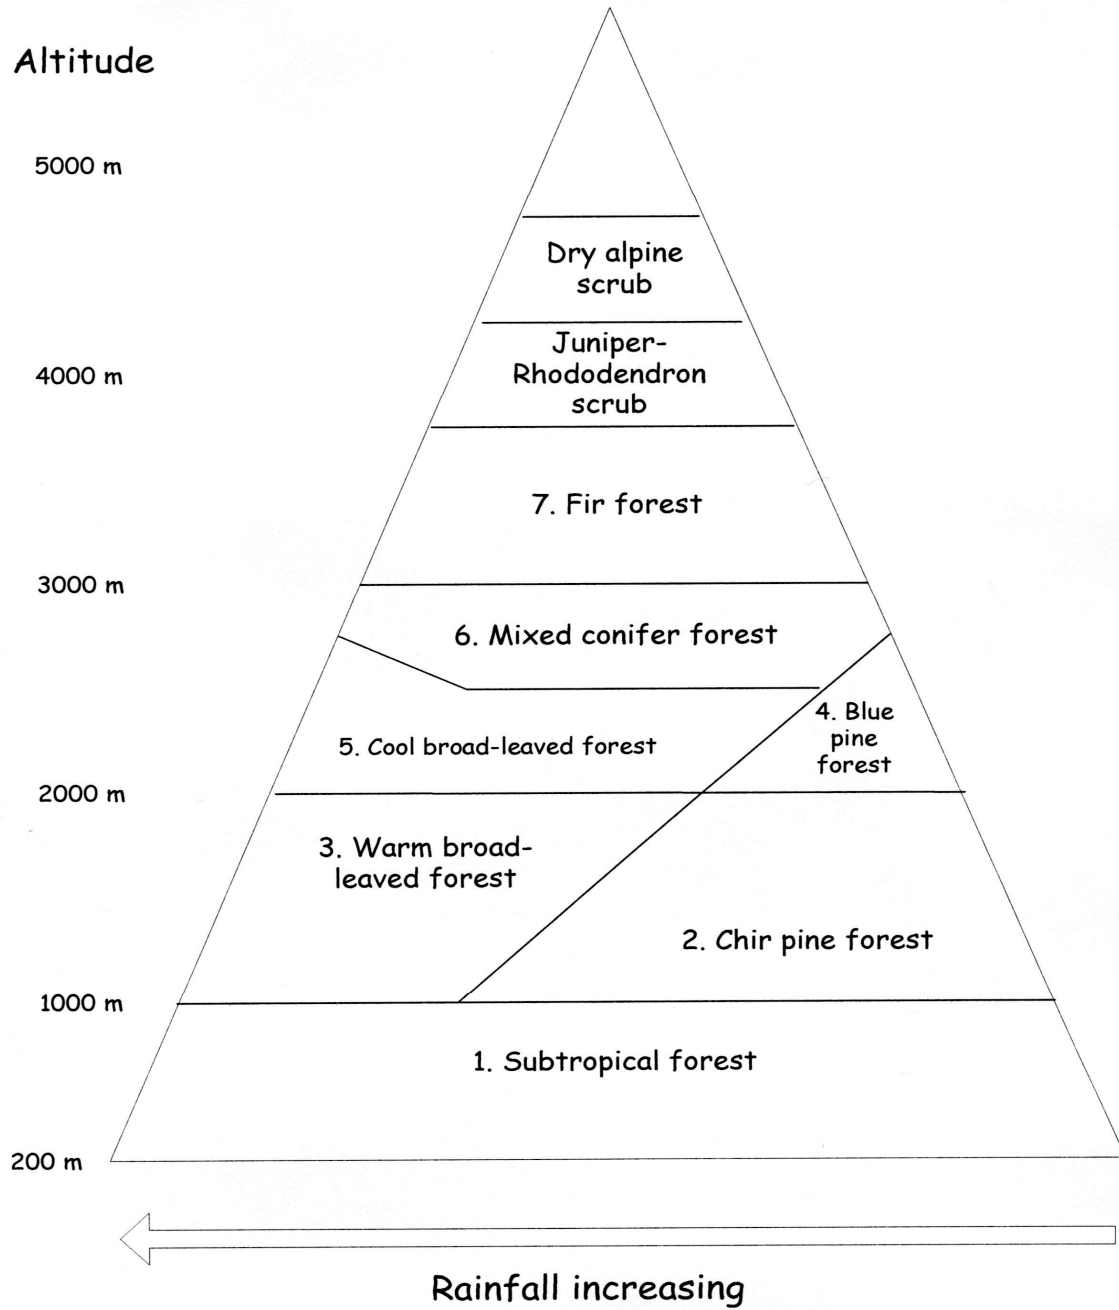 Altitude
5000 m
Dry alpine
scrub
Juniper-
Rhododendron
scrub
4000 m
7. Fir forest
3000 m
6. Mixed conifer forest
4. Blue
pine
forest
5. Cool broad-leaved forest
2000 m
3. Warm broad-
leaved forest
2. Chir pine forest
1000 m
1. Subtropical forest
200 m
Rainfall increasing